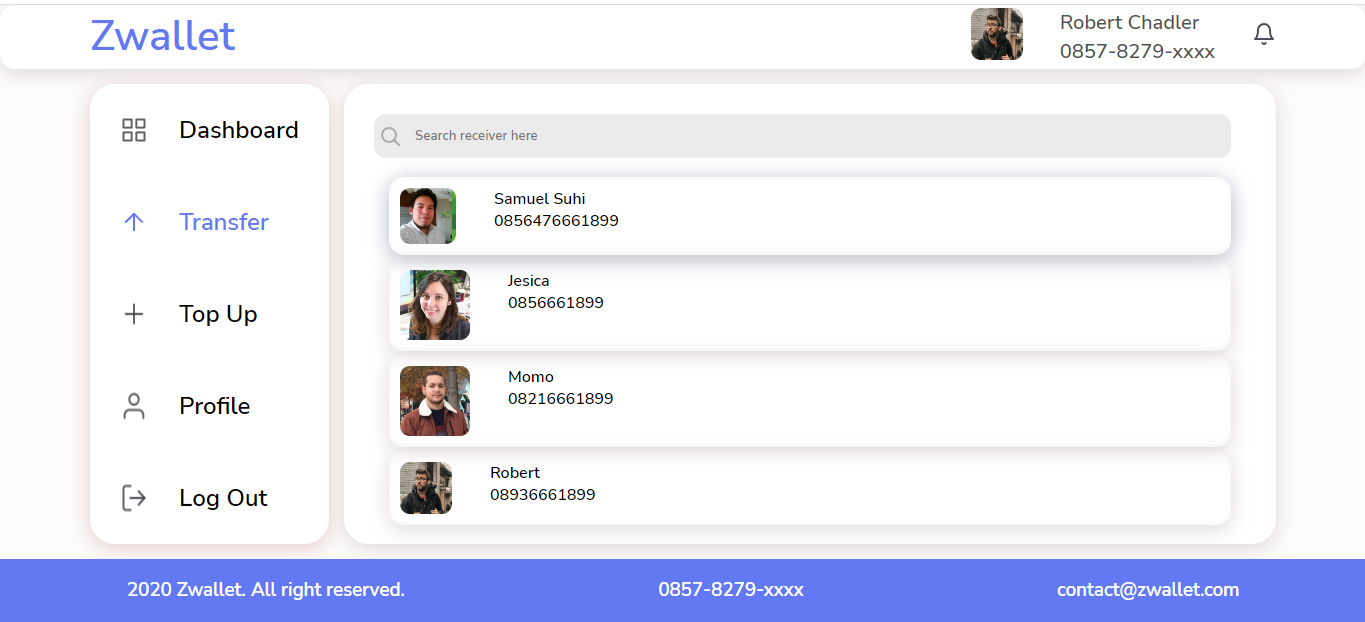 Zwallet
Robert Chadler
0857-8279-xxxx
Dashboard
Transfer
Top Up
Profile
Log Out
Search receiver here
Samuel Suhi
0856476661899
Jesica
0856661899
Momo
08216661899
Robert
08936661899
2020 Zwallet. All right reserved.
0857-8279-xxxx
contact@zwallet.com